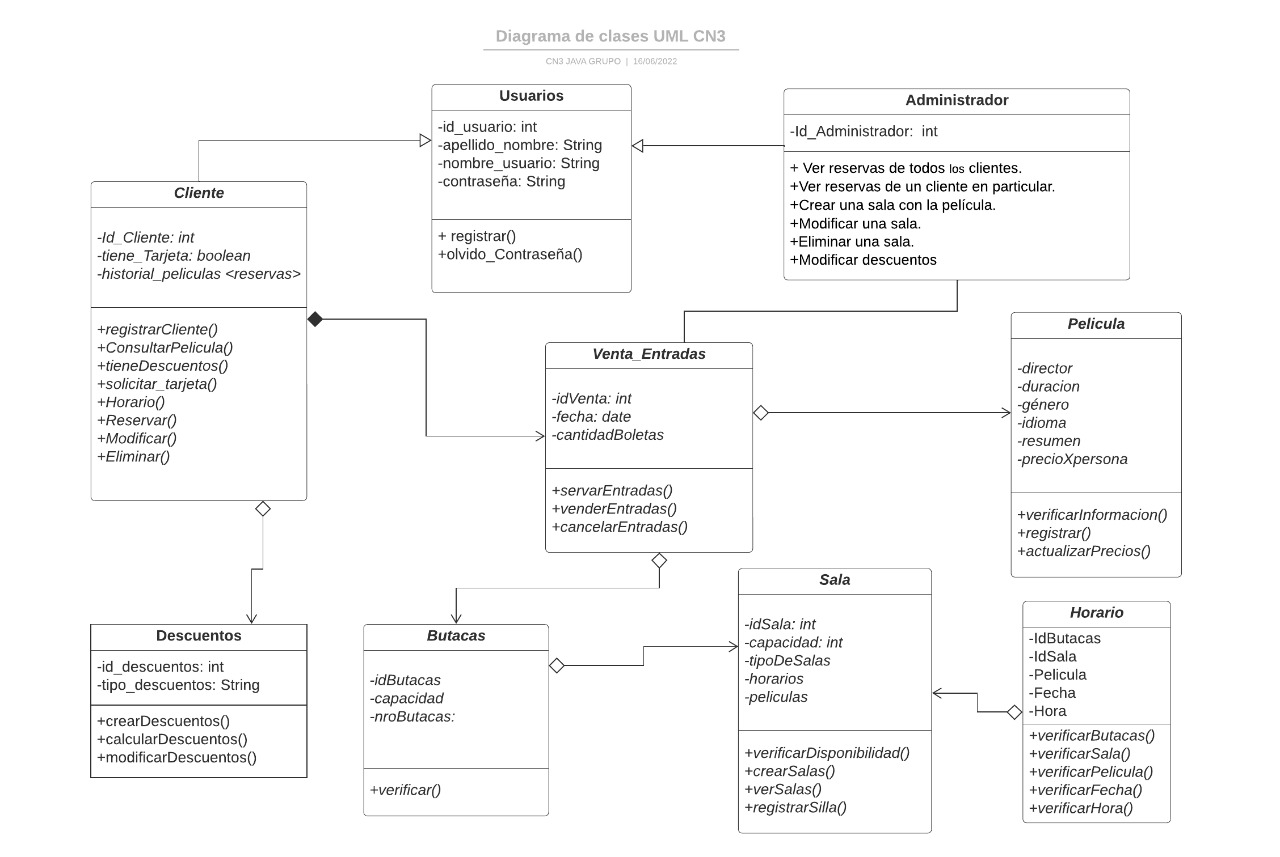 Diagrama de clases UML CN3
CN3 JAVA GRUPO | 16/06/2022
Usuarios
-id_usuario: int
-apellido_nombre: String
-nombre_usuario: String
-contraseña: String
+ registrar()
+olvido_Contraseña()
Administrador
-Id_Administrador:  int
+ Ver reservas de todos los clientes.
+Ver reservas de un cliente en particular.
+Crear una sala con la película.
+Modificar una sala.
+Eliminar una sala.
+Modificar descuentos
Cliente
-Id_Cliente: int
-tiene_Tarjeta: boolean
-historial_peliculas <reservas>
+registrarCliente()
+ConsultarPelicula()
+tieneDescuentos()
+solicitar_tarjeta()
+Horario()
+Reservar()
+Modificar()
+Eliminar()
Venta_Entradas
-idVenta: int
-fecha: date
-cantidadBoletas
+servarEntradas()
+venderEntradas()
+cancelarEntradas()
Pelicula
-director
-duracion
-género
-idioma
-resumen
-precioXpersona
+verificarInformacion()
+registrar()
+actualizarPrecios()
Descuentos
-id_descuentos: int
-tipo_descuentos: String
+crearDescuentos()
+calcularDescuentos()
+modificarDescuentos()
Butacas
-idButacas
-capacidad
-nroButacas:
+verificar()
Sala
-idSala: int
-capacidad: int
-tipoDeSalas
-horarios
-peliculas
+verificarDisponibilidad()
+crearSalas()
+verSalas()
+registrarSilla()
Horario
-IdButacas
-IdSala
-Pelicula
-Fecha
-Hora
+verificarButacas()
+verificarSala()
+verificarPelicula()
+verificarFecha()
+verificarHora()